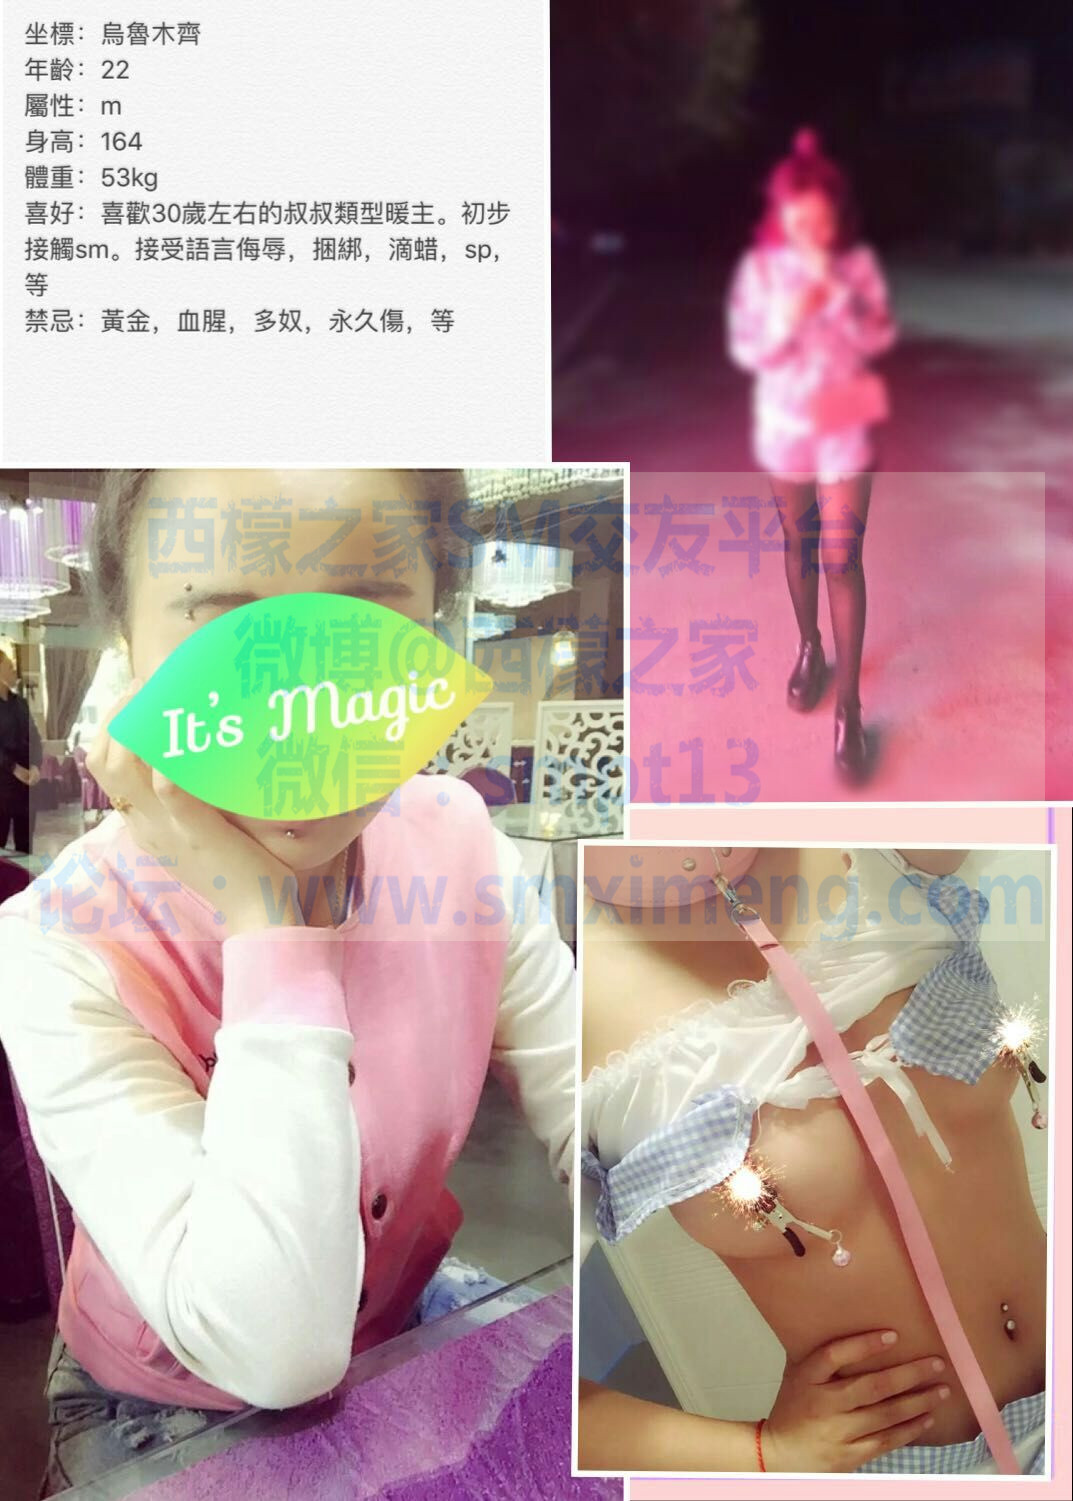 坐標：烏魯木齊
年齡：22
屬性：m
身高：164
體重：53kg
喜好：喜歡30歲左右的叔叔類型暖主。初步
接觸sm。接受語言侮辱，捆綁，滴蜡，sp，
等
禁忌：黃金，血腥，多奴，永久傷，等
西檬之家SM交友平台
微博@西檬之家
It's Magic
微信：smpt13
论坛：www.smximeng.com